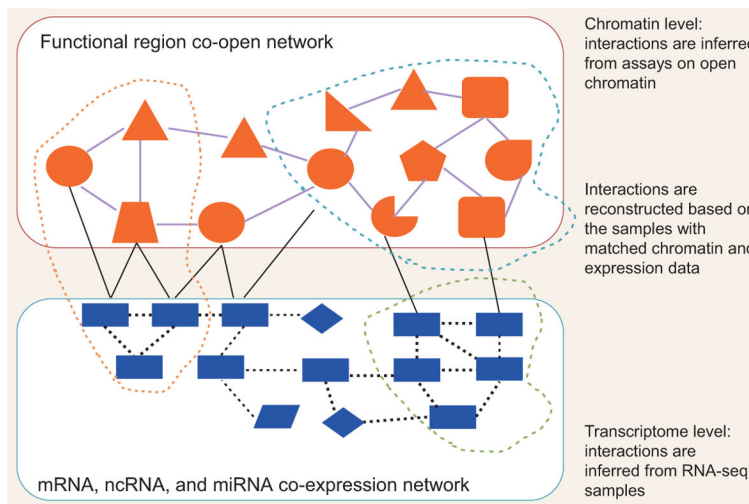 Functional region co-open network
Chromatin level:
interactions are inferred
from assays on open
chromatin
Interactions are
reconstructed based on
the samples with
matched chromatin and
expression data
Transcriptome level:
interactions are
inferred from RNA-seq
samples
mRNA, ncRNA, and miRNA co-expression network